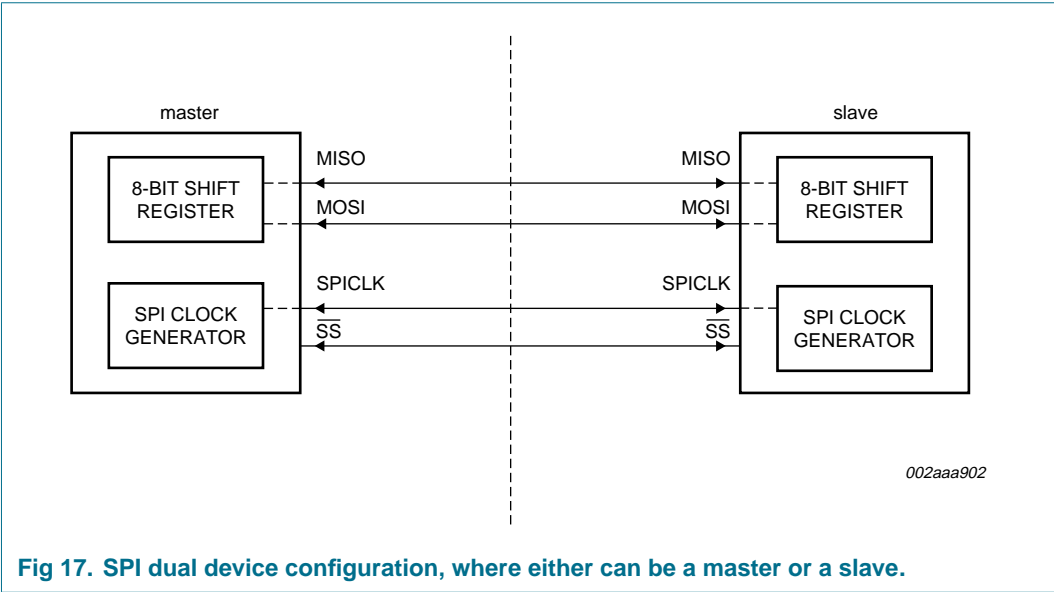 master
slave
8-BIT SHIFT
REGISTER
MISO
MISO
MOSI
MOSI
8-BIT SHIFT
REGISTER
SPI CLOCK
GENERATOR
SPICLK
SPICLK
SS
SS
SPI CLOCK
GENERATOR
002aaa902
Fig 17. SPI dual device configuration, where either can be a master or a slave.